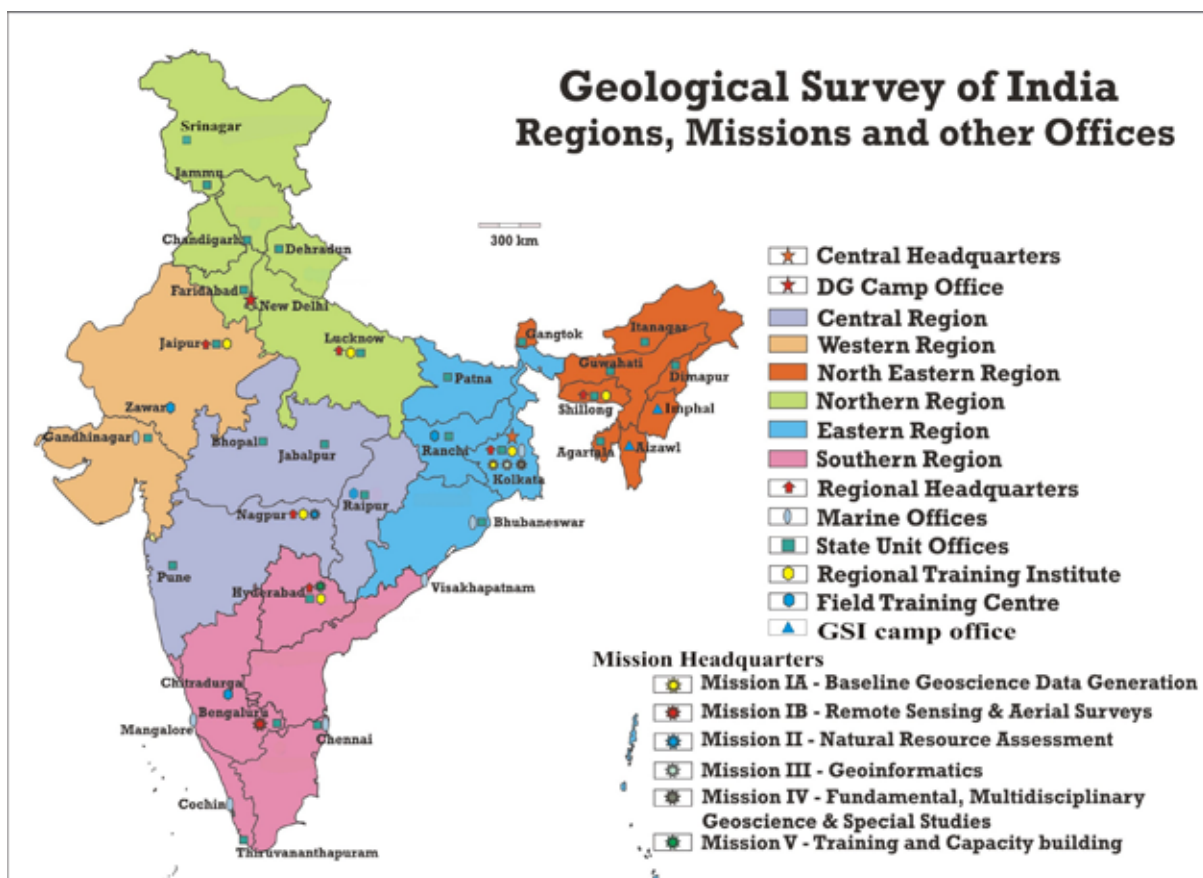 Geological Survey of India
Regions, Missions and other Offices
Srinagar
Jammu
Chandigarh
Dehradun
300 km
Faridabad
New Delhi
Jaipur
Lucknow
Gangtok
Itanagar
Guwahati
Dimapur
Patna
Shillong
Imphal
Zawar
Gandhinagar
Bhopal
Jabalpur
Ranchi
Kolkata
Agartala
Aizawl
Raipur
Nagpur
Bhubaneswar
Pune
Hyderabad
Visakhapatnam
Chitradurga
Bengaluru
Mangalore
Chennai
Cochin
Thiruvananthapuram
Central Headquarters
DG Camp Office
Central Region
Western Region
North Eastern Region
Northern Region
Eastern Region
Southern Region
Regional Headquarters
Marine Offices
State Unit Offices
Regional Training Institute
Field Training Centre
GSI camp office
Mission Headquarters
Mission IA - Baseline Geoscience Data Generation
Mission IB - Remote Sensing & Aerial Surveys
Mission II - Natural Resource Assessment
Mission III - Geoinformatics
Mission IV - Fundamental, Multidisciplinary
Geoscience & Special Studies
Mission V - Training and Capacity building